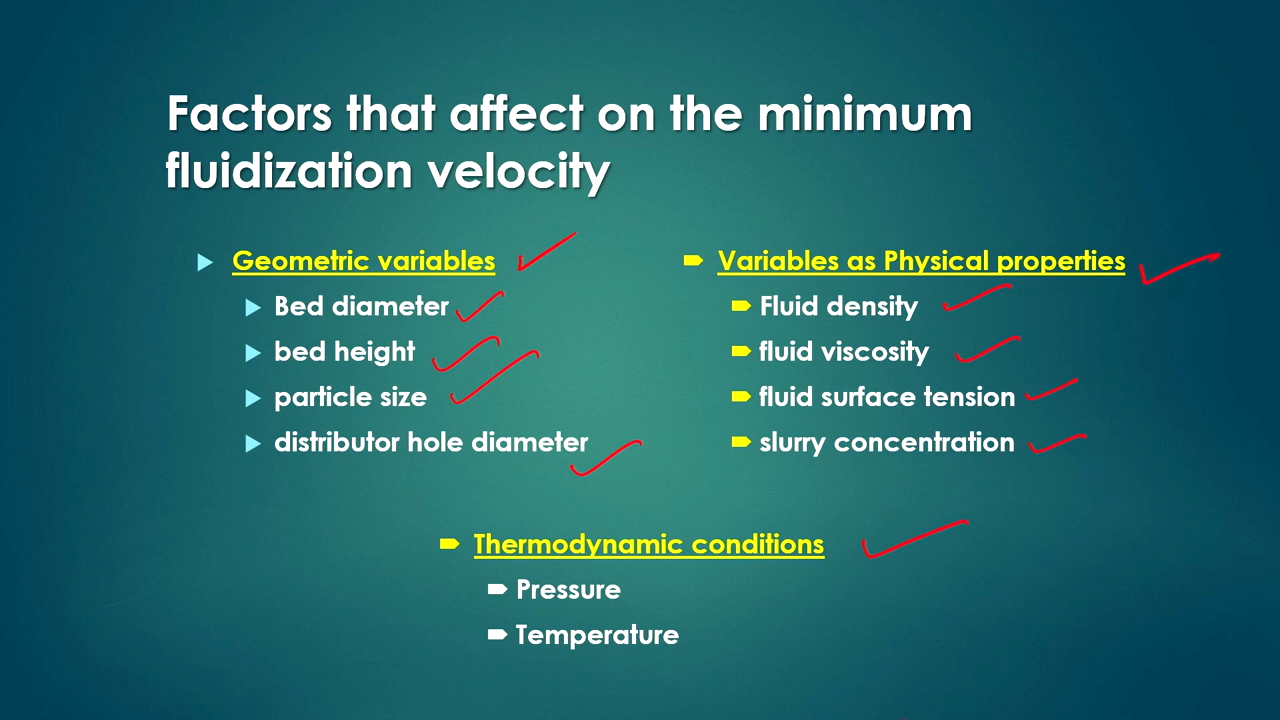 Factors that affect on the minimum
fluidization velocity
Geometric variables
Bed diameter
bed height
particle size
distributor hole diameter
Variables as Physical properties
Fluid density
fluid viscosity
fluid surface tension
slurry concentration
Thermodynamic conditions
Pressure
Temperature